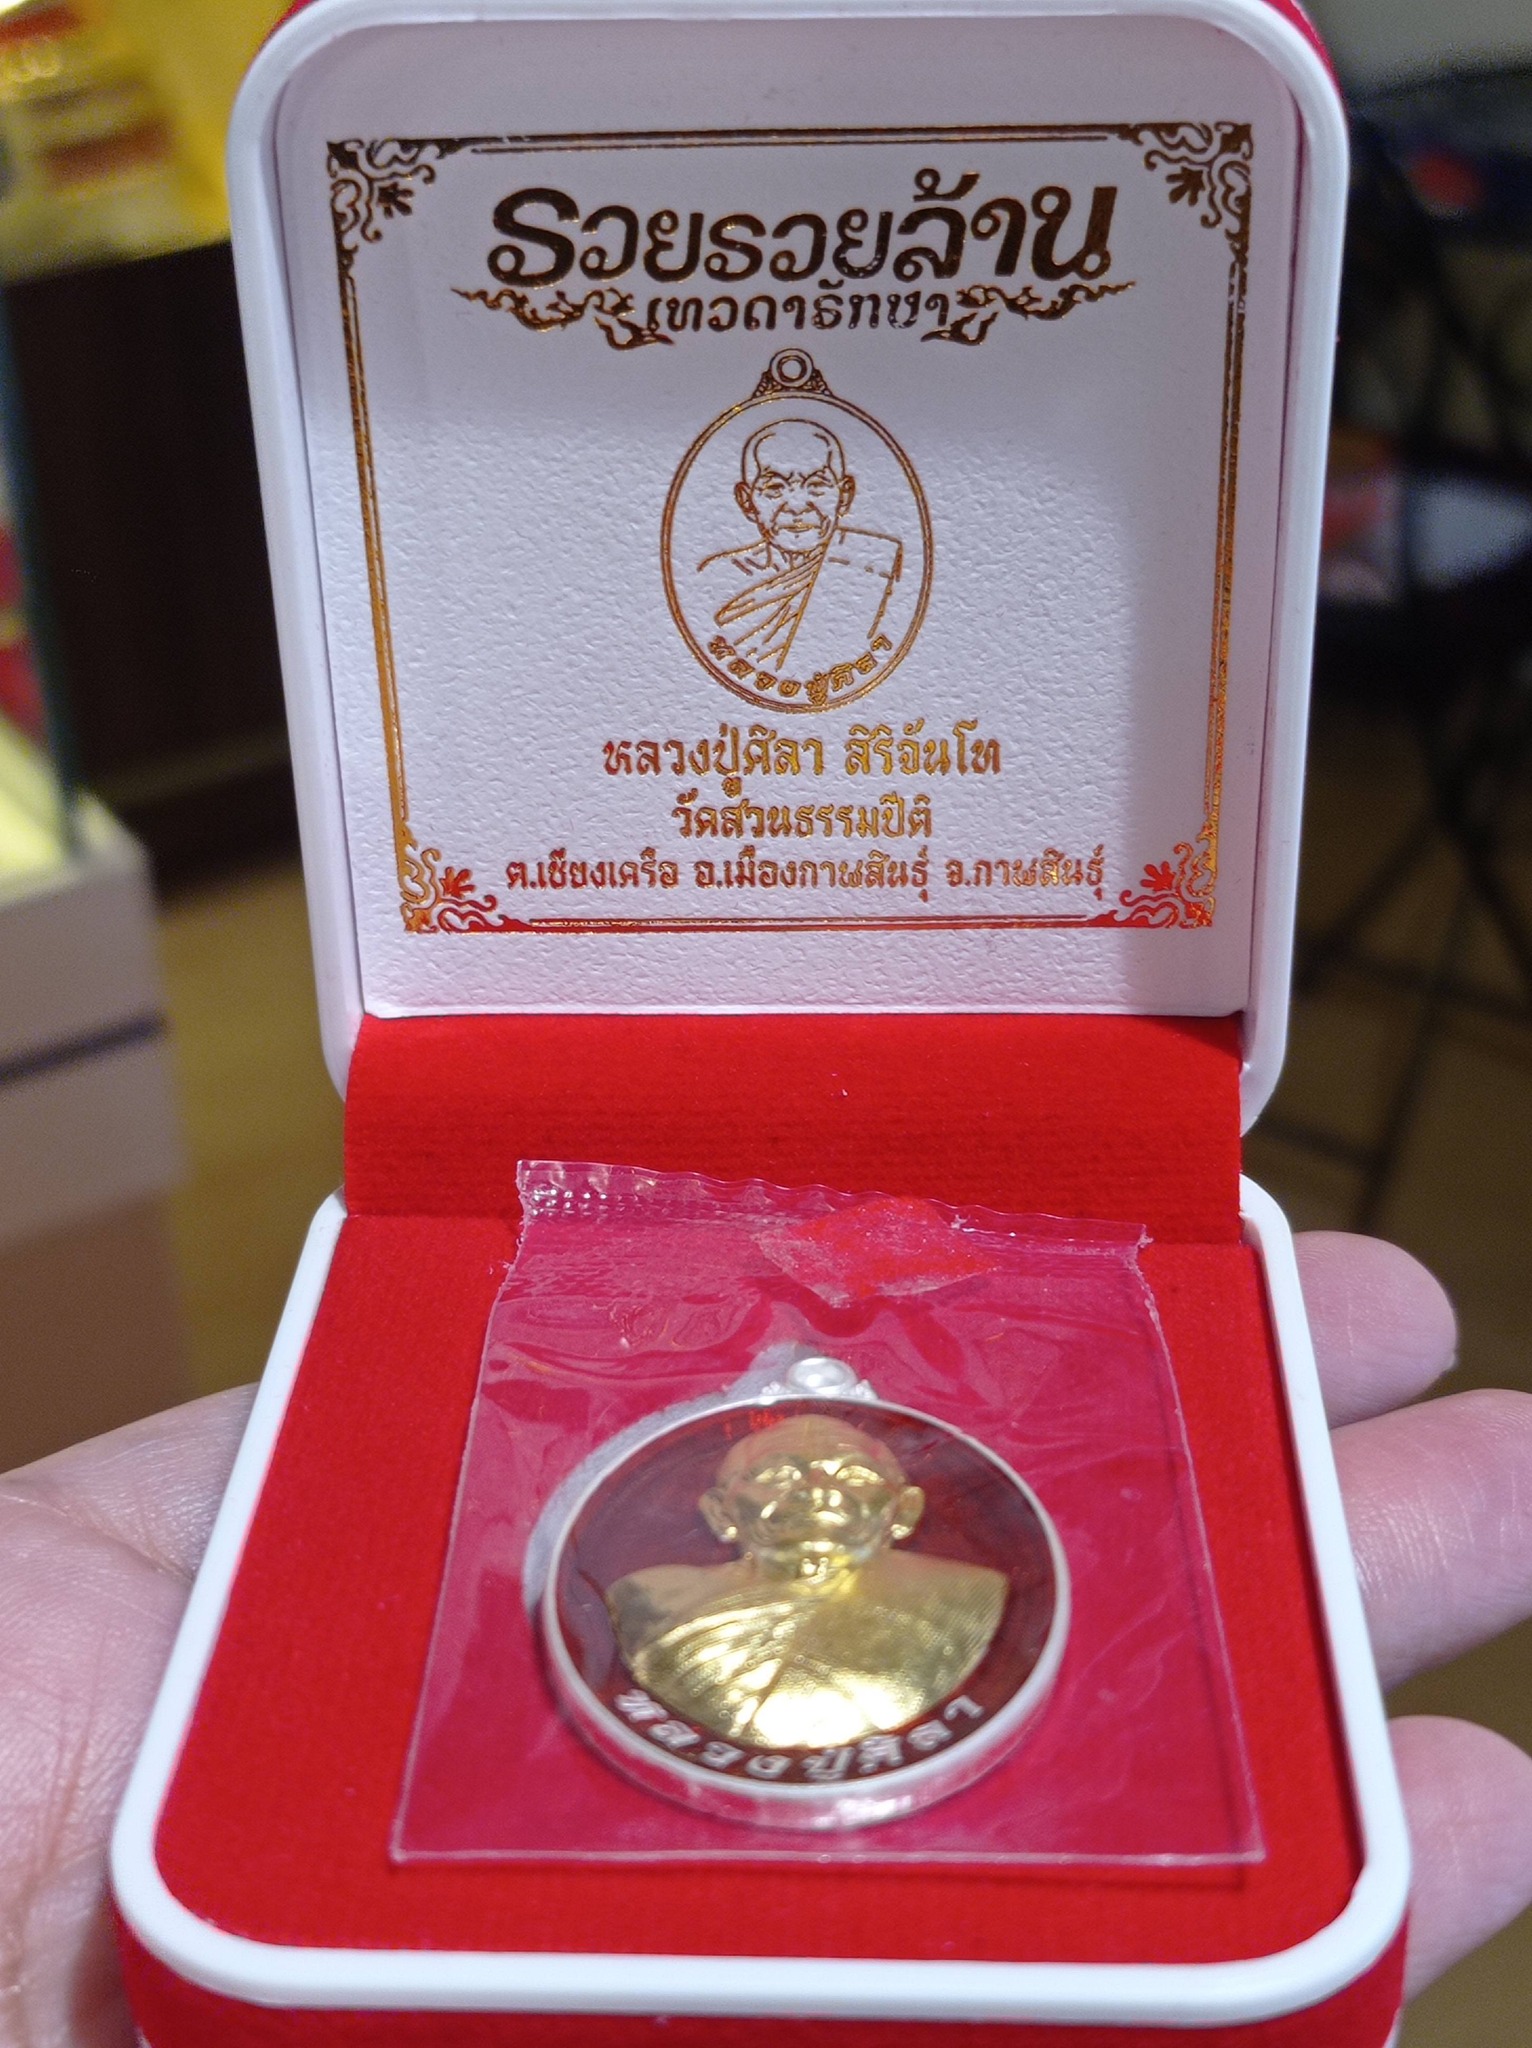 รวยรวยล้าน
เทวดารักษา
หลวงปู่ศิลา
หลวงปู่ศิลา สิริจันโท
วัดสวนธรรมปีติ
ต.เชียงเครือ อ.เมืองกาฬสินธุ์ จ.กาฬสินธุ์
หลวงปู่ศิลา